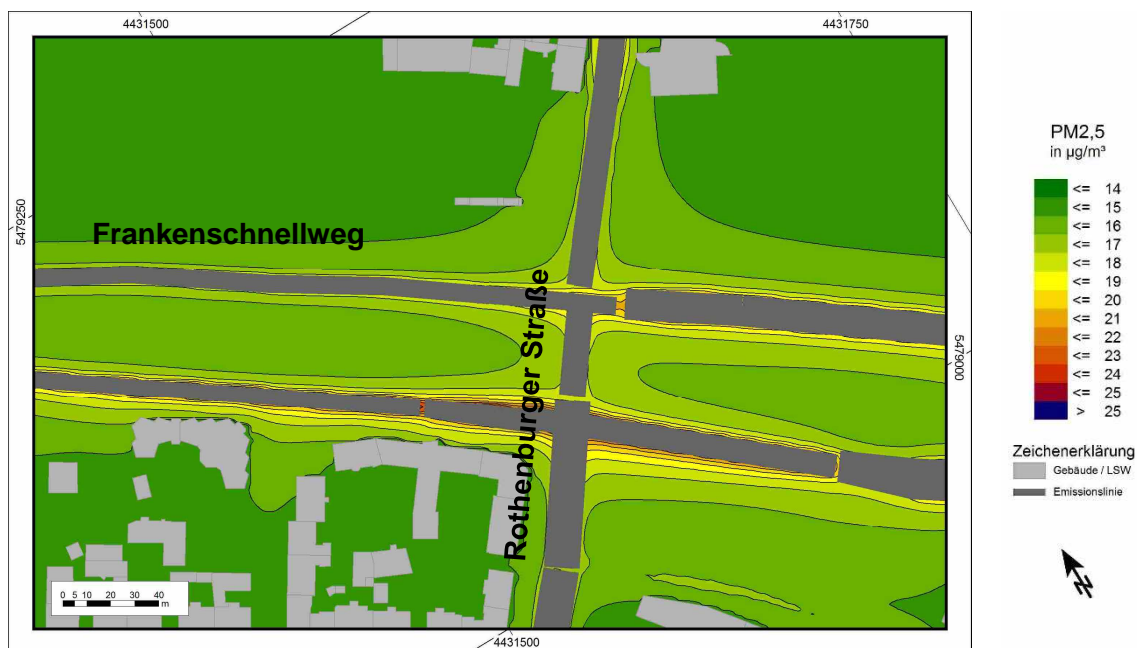 4431500
4431750
5479250
Frankenschnellweg
Rothenburger Straße
5479000
0 5 10 20 30 40
m
4431500
PM2,5
in µg/m³
<= 14
<= 15
<= 16
<= 17
<= 18
<= 19
<= 20
<= 21
<= 22
<= 23
<= 24
<= 25
> 25
Zeichenerklärung
Gebäude / LSW
Emissionslinie
N